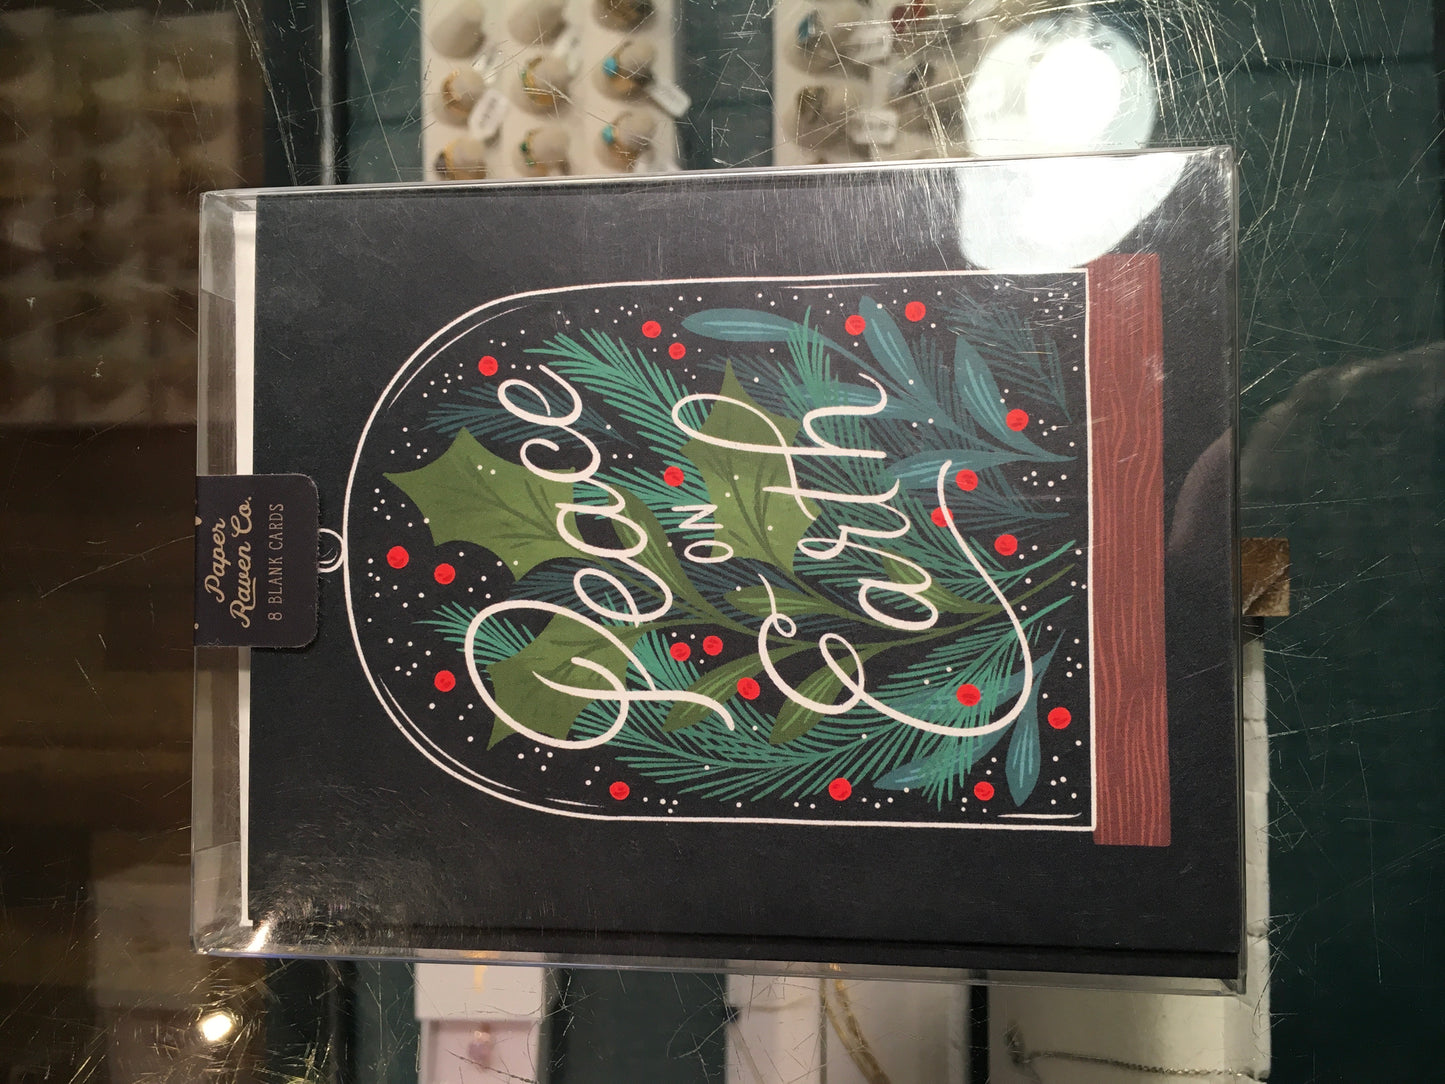 Paper
Raven Co.
8 BLANK CARDS
Peace
ON
Earth